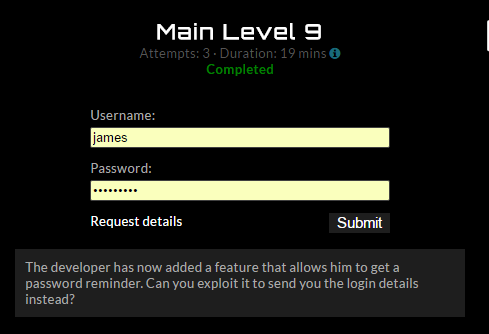 Main Level 9
Attempts: 3 · Duration: 19 mins
Completed
Username:
james
Password:
•••••••••
Request details
Submit
The developer has now added a feature that allows him to get a
password reminder. Can you exploit it to send you the login details
instead?